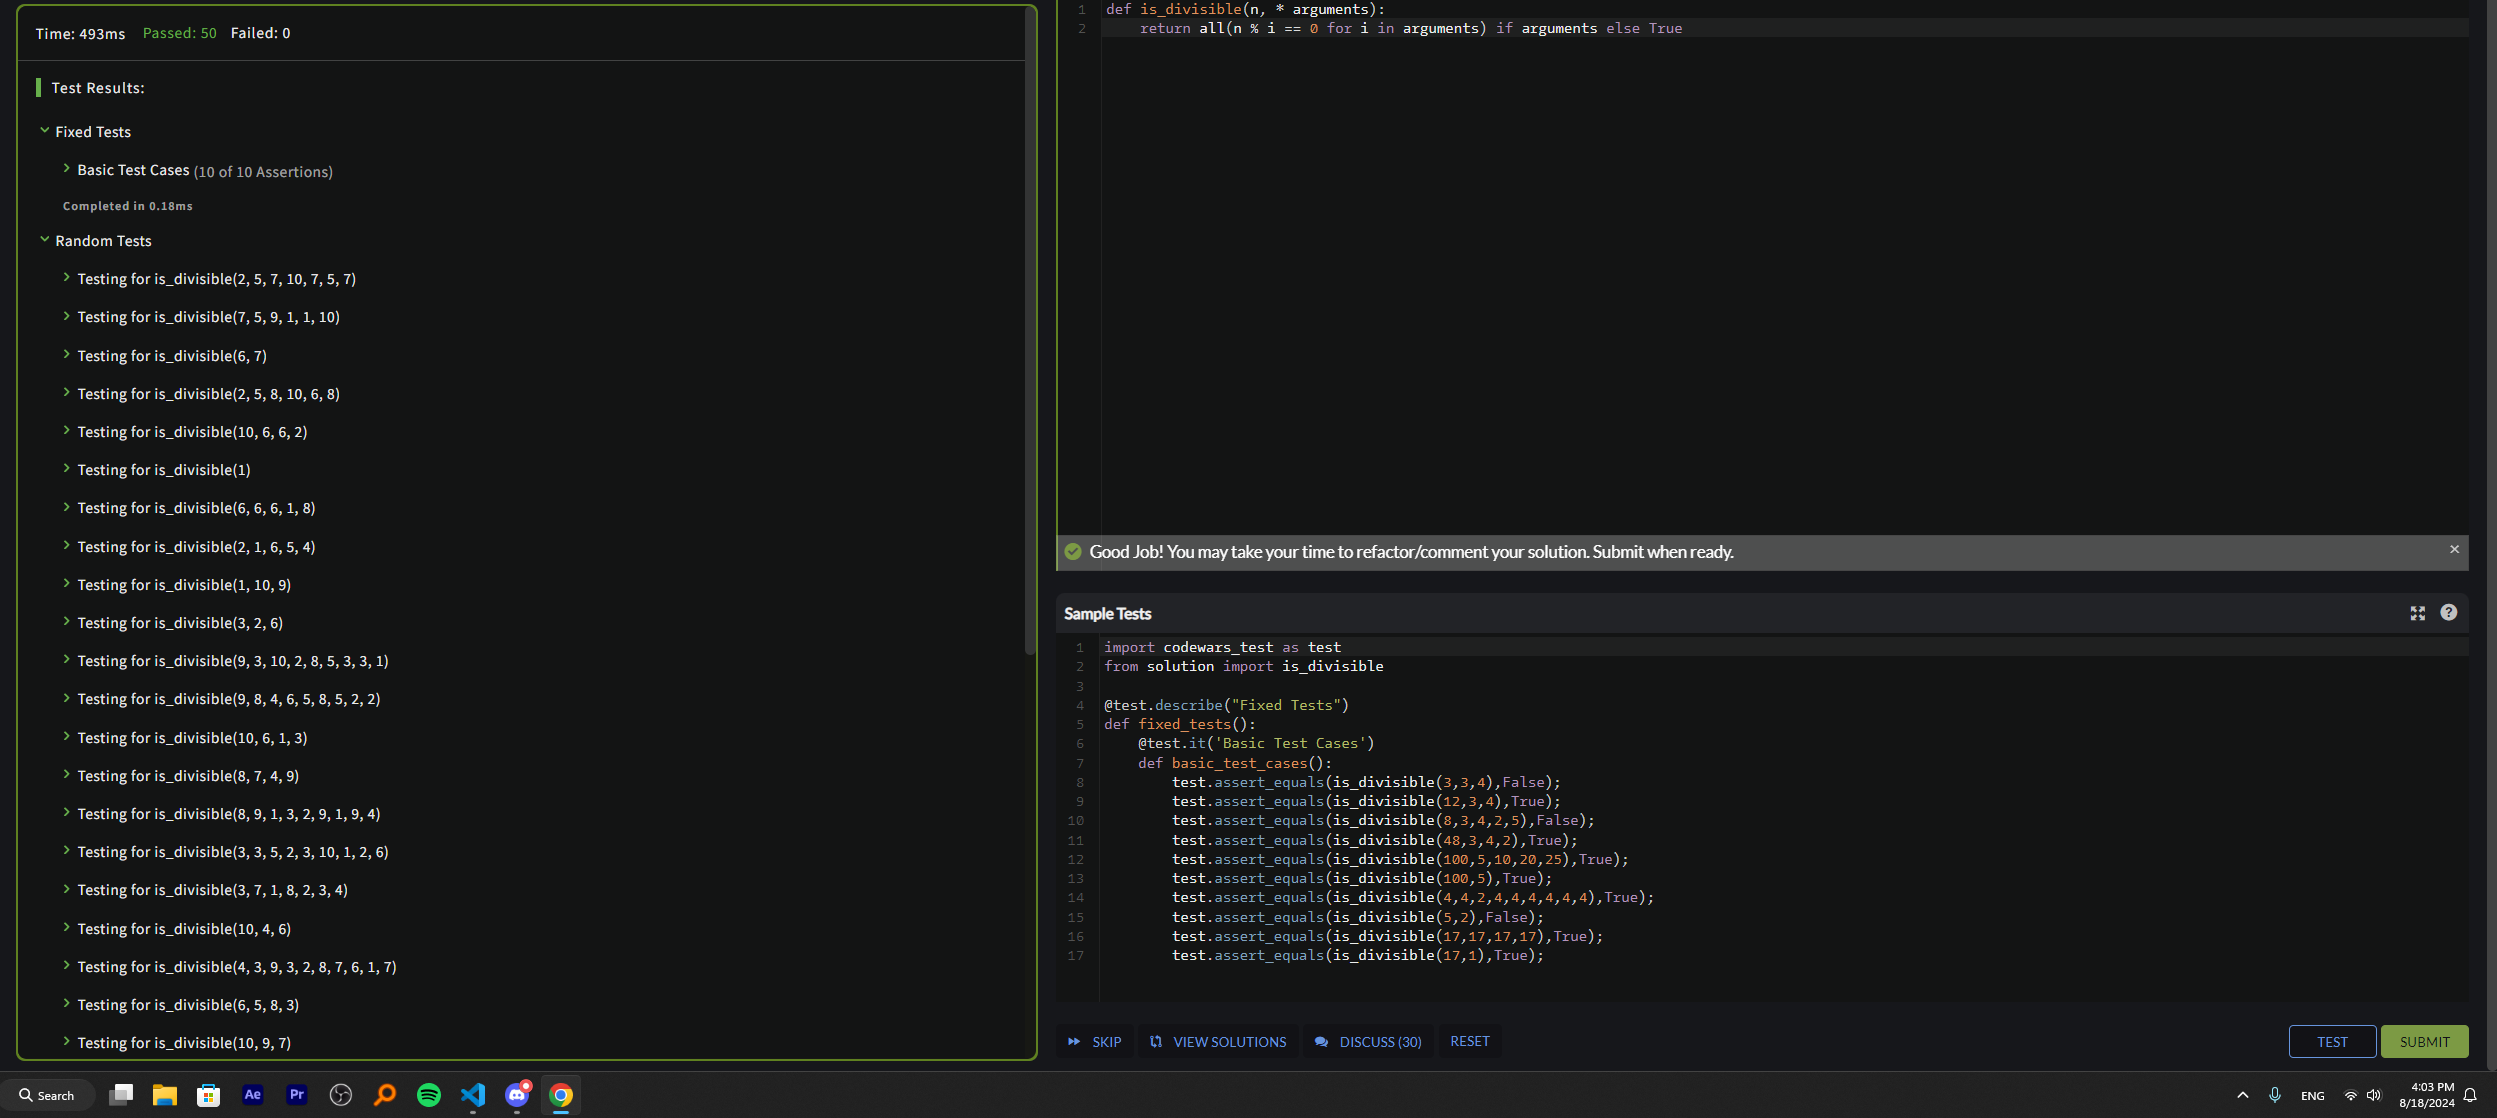 Time: 493ms Passed: 50 Failed: 0
Test Results:
Fixed Tests
Basic Test Cases (10 of 10 Assertions)
Completed in 0.18ms
Random Tests
Testing for is_divisible(2, 5, 7, 10, 7, 5, 7)
Testing for is_divisible(7, 5, 9, 1, 1, 10)
Testing for is_divisible(6, 7)
Testing for is_divisible(2, 5, 8, 10, 6, 8)
Testing for is_divisible(10, 6, 6, 2)
Testing for is_divisible(1)
Testing for is_divisible(6, 6, 6, 1, 8)
Testing for is_divisible(2, 1, 6, 5, 4)
Testing for is_divisible(1, 10, 9)
Testing for is_divisible(3, 2, 6)
Testing for is_divisible(9, 3, 10, 2, 8, 5, 3, 3, 1)
Testing for is_divisible(9, 8, 4, 6, 5, 8, 5, 2, 2)
Testing for is_divisible(10, 6, 1, 3)
Testing for is_divisible(8, 7, 4, 9)
Testing for is_divisible(8, 9, 1, 3, 2, 9, 1, 9, 4)
Testing for is_divisible(3, 3, 5, 2, 3, 10, 1, 2, 6)
Testing for is_divisible(3, 7, 1, 8, 2, 3, 4)
Testing for is_divisible(10, 4, 6)
Testing for is_divisible(4, 3, 9, 3, 2, 8, 7, 6, 1, 7)
Testing for is_divisible(6, 5, 8, 3)
Testing for is_divisible(10, 9, 7)
1 def is_divisible(n, * arguments):
2     return all(n % i == 0 for i in arguments) if arguments else True
Good Job! You may take your time to refactor/comment your solution. Submit when ready.
Sample Tests
1 import codewars_test as test
2 from solution import is_divisible
3
4 @test.describe("Fixed Tests")
5 def fixed_tests():
6     @test.it('Basic Test Cases')
7     def basic_test_cases():
8         test.assert_equals(is_divisible(3,3,4),False);
9         test.assert_equals(is_divisible(12,3,4),True);
10         test.assert_equals(is_divisible(8,3,4,2,5),False);
11         test.assert_equals(is_divisible(48,3,4,2),True);
12         test.assert_equals(is_divisible(100,5,10,20,25),True);
13         test.assert_equals(is_divisible(100,5),True);
14         test.assert_equals(is_divisible(4,4,2,4,4,4,4,4,4),True);
15         test.assert_equals(is_divisible(5,2),False);
16         test.assert_equals(is_divisible(17,17,17,17),True);
17         test.assert_equals(is_divisible(17,1),True);
SKIP VIEW SOLUTIONS DISCUSS (30) RESET TEST SUBMIT
Search Ae Pr ENG 4:03 PM
8/18/2024